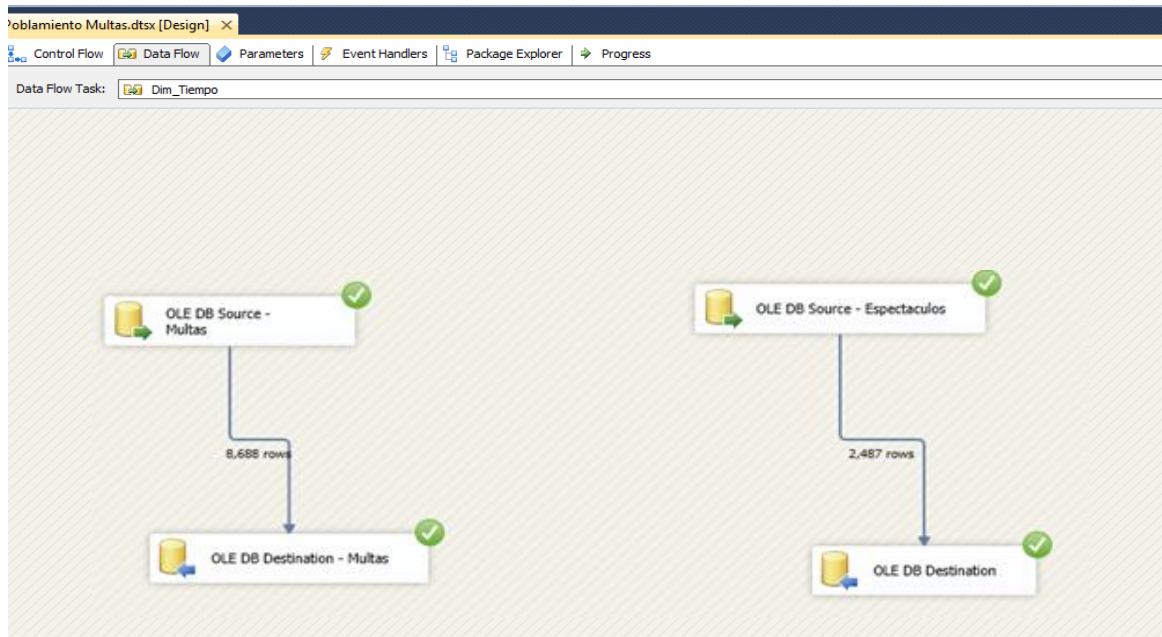 Poblamiento Multas.dtsx [Design]
Control Flow Data Flow Parameters Event Handlers Package Explorer Progress
Data Flow Task: Dim_Tiempo
OLE DB Source -
Multas
OLE DB Source - Espectaculos
8,688 rows
2,487 rows
OLE DB Destination - Multas
OLE DB Destination